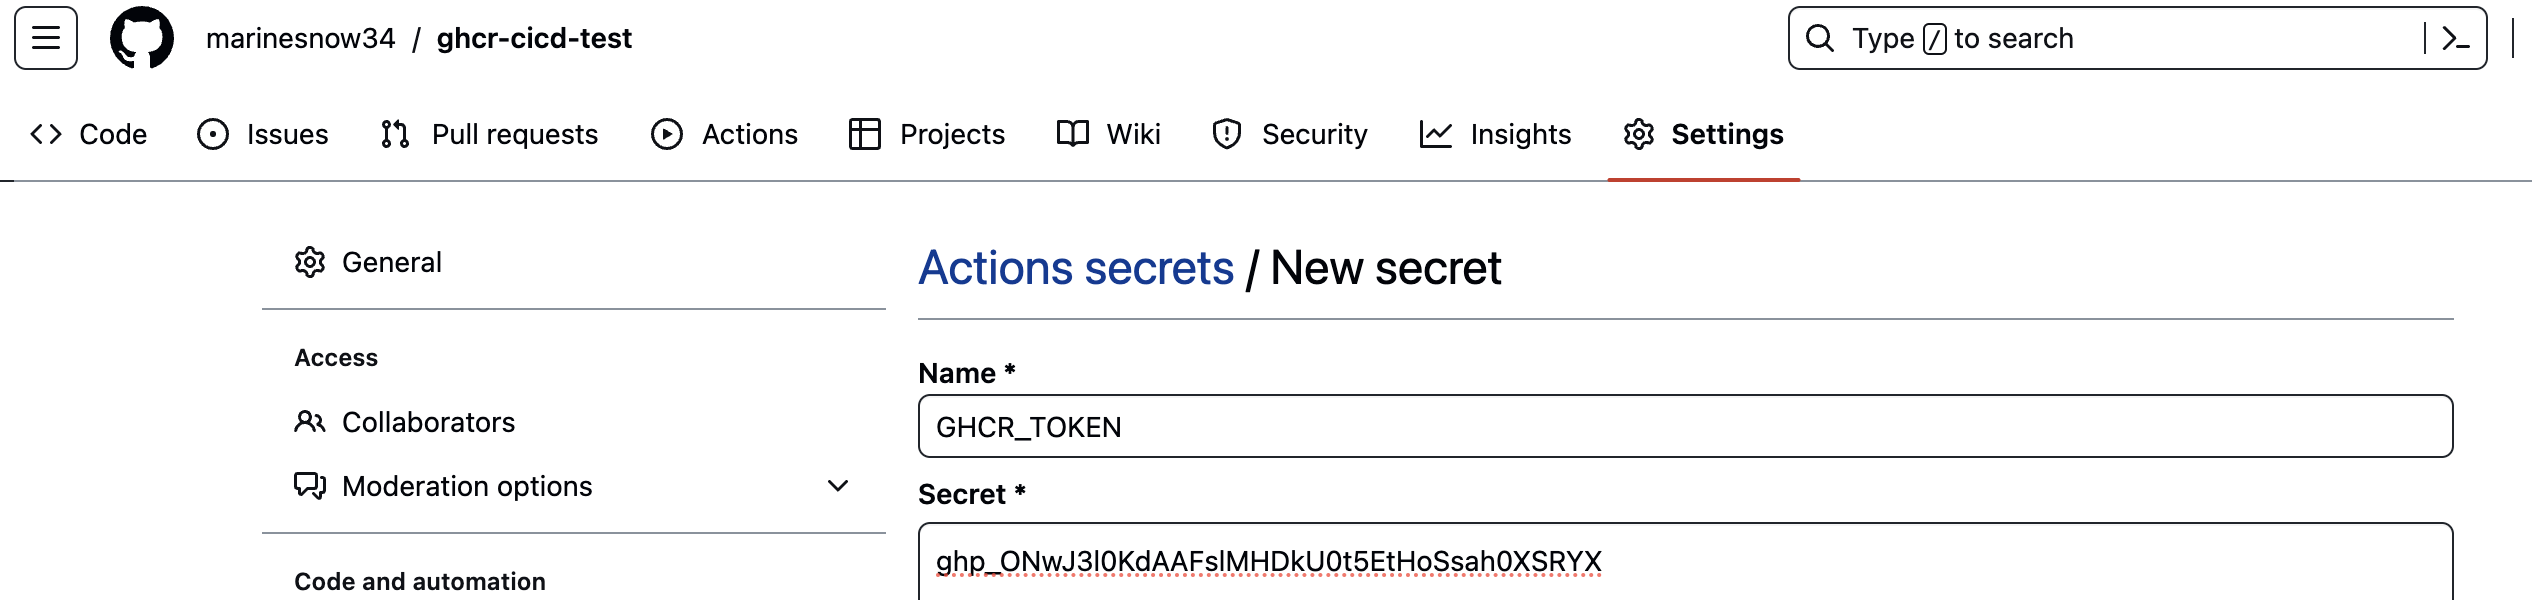 marinesnow34 / ghcr-cicd-test
Type / to search
Code Issues Pull requests Actions Projects Wiki Security Insights Settings
General
Access
Collaborators
Moderation options
Code and automation
Actions secrets / New secret
Name *
GHCR_TOKEN
Secret *